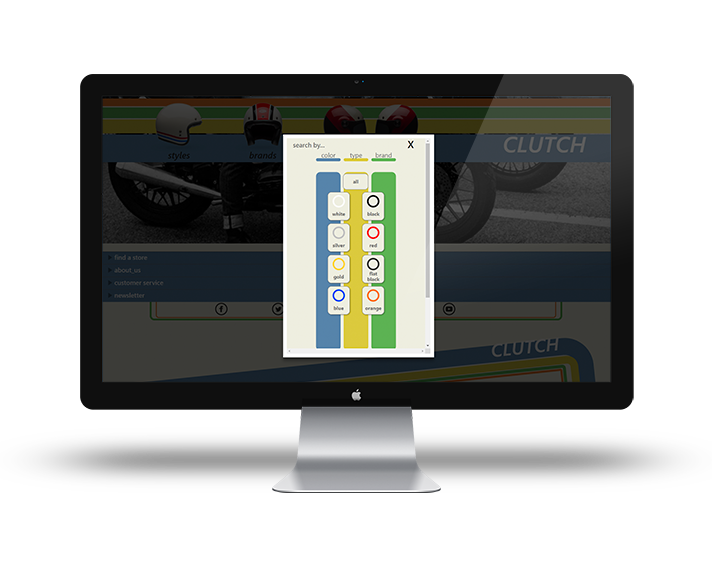 search by...
X
color type brand
styles
brands
CLUTCH
all
white black
silver red
gold flat black
blue orange
find a store
about us
customer service
newsletter
CLUTCH